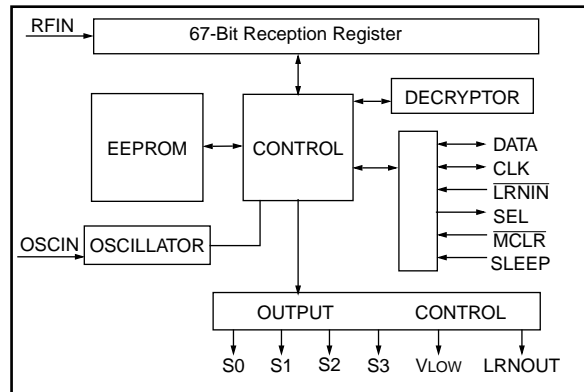 RFIN
67-Bit Reception Register
DECRYPTOR
EEPROM
CONTROL
DATA
CLK
LRNIN
SEL
MCLR
SLEEP
OSCIN
OSCILLATOR
OUTPUT CONTROL
S0 S1 S2 S3 VLOW LRNOUT